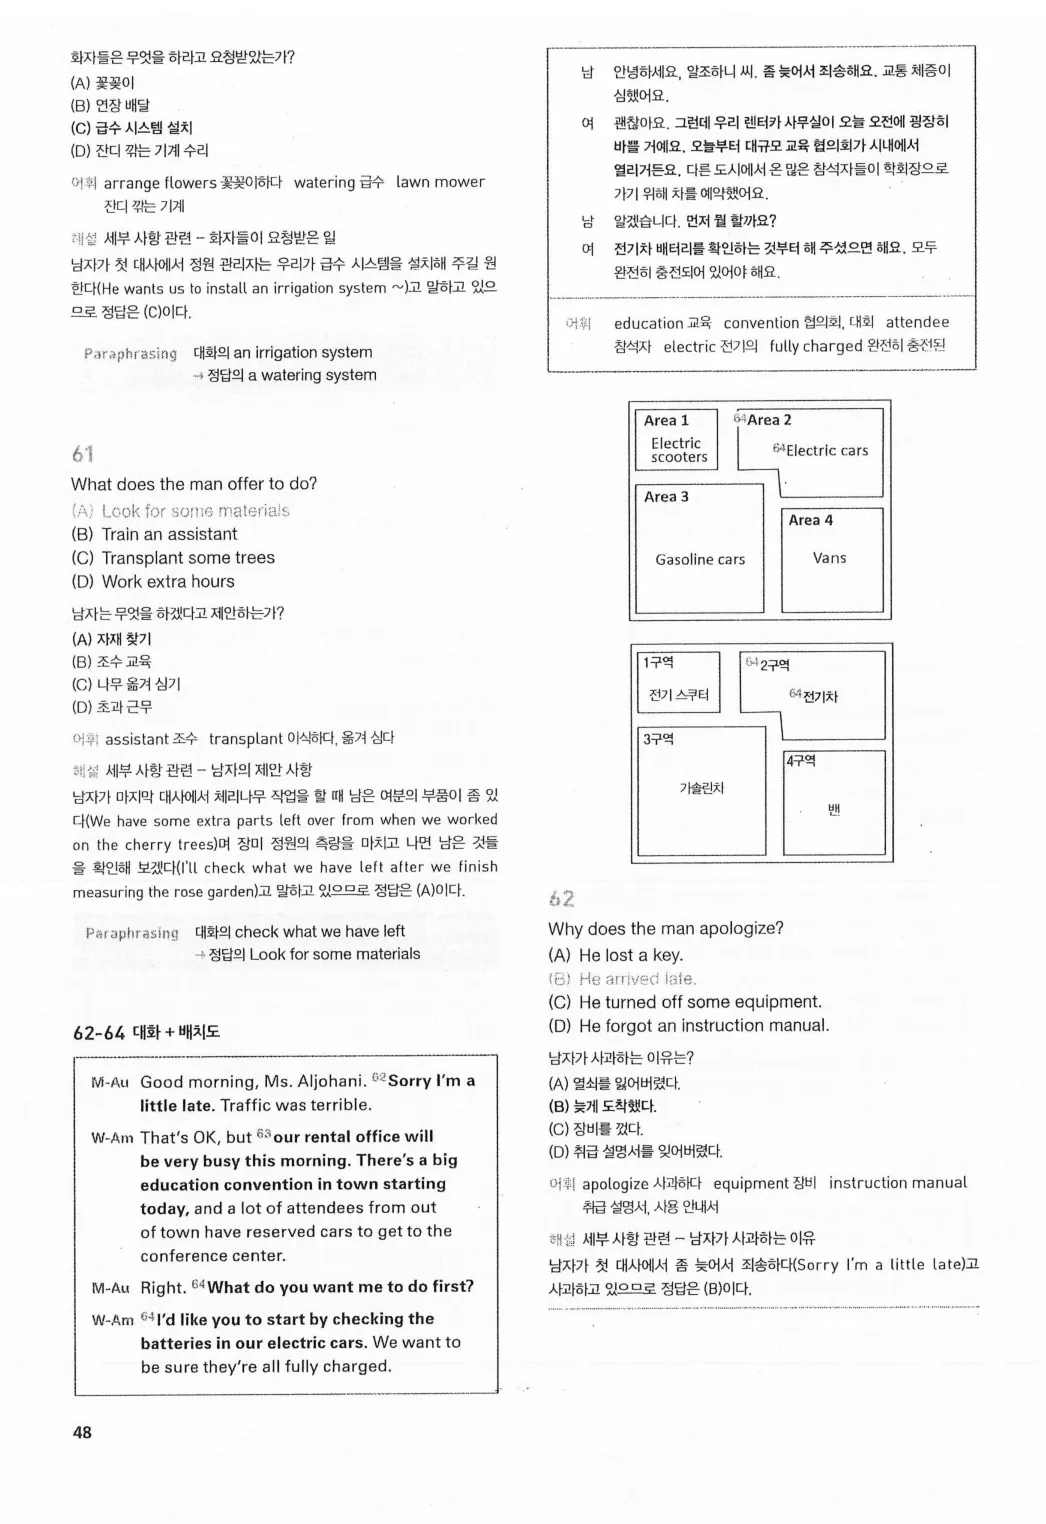 화자들은 무엇을 하라고 요청받았는가?
(A) 꽃꽂이
(B) 연장 배달
(C) 급수 시스템 설치
(D) 잔디 깎는 기계 수리
어휘 arrange flowers 꽃꽂이하다 watering 급수 lawn mower
잔디 깎는 기계
해설 세부 사항 관련 – 화자들이 요청받은 일
남자가 첫 대사에서 정원 관리자는 우리가 급수 시스템을 설치해 주길 원
한다(He wants us to install an irrigation system ~)고 말하고 있으
므로 정답은 (C)이다.
Paraphrasing 대화의 an irrigation system
→ 정답의 a watering system
61
What does the man offer to do?
(A) Look for some materials
(B) Train an assistant
(C) Transplant some trees
(D) Work extra hours
남자는 무엇을 하겠다고 제안하는가?
(A) 자재 찾기
(B) 조수 교육
(C) 나무 옮겨 심기
(D) 초과 근무
어휘 assistant 조수 transplant 이식하다, 옮겨 심다
해설 세부 사항 관련 – 남자의 제안 사항
남자가 마지막 대사에서 체리나무 작업을 할 때 남은 여분의 부품이 좀 있
다(We have some extra parts left over from when we worked
on the cherry trees)며 장미 정원의 측량을 마치고 나면 남은 것들
을 확인해 보겠다(I'll check what we have left after we finish
measuring the rose garden)고 말하고 있으므로 정답은 (A)이다.
Paraphrasing 대화의 check what we have left
→ 정답의 Look for some materials
62-64 대화 + 배치도
M-Au Good morning, Ms. Aljohani. 62Sorry I'm a
little late. Traffic was terrible.
W-Am That's OK, but 63our rental office will
be very busy this morning. There's a big
education convention in town starting
today, and a lot of attendees from out
of town have reserved cars to get to the
conference center.
M-Au Right. 64What do you want me to do first?
W-Am 64I'd like you to start by checking the
batteries in our electric cars. We want to
be sure they're all fully charged.
48
남 안녕하세요, 알조하니 씨. 좀 늦어서 죄송해요. 교통 체증이
심했어요.
여 괜찮아요. 그런데 우리 렌터카 사무실이 오늘 오전에 굉장히
바쁠 거예요. 오늘부터 대규모 교육 협의회가 시내에서
열리거든요. 다른 도시에서 온 많은 참석자들이 학회장으로
가기 위해 차를 예약했어요.
남 알겠습니다. 먼저 뭘 할까요?
여 전기차 배터리를 확인하는 것부터 해 주셨으면 해요. 모두
완전히 충전되어 있어야 해요.
어휘 education 교육 convention 협의회, 대회 attendee
참석자 electric 전기의 fully charged 완전히 충전된
Area 1
Electric
scooters
64Area 2
64Electric cars
Area 3
Gasoline cars
Area 4
Vans
1구역
전기 스쿠터
64 2구역
64 전기차
3구역
가솔린차
4구역
밴
62
Why does the man apologize?
(A) He lost a key.
(B) He arrived late.
(C) He turned off some equipment.
(D) He forgot an instruction manual.
남자가 사과하는 이유는?
(A) 열쇠를 잃어버렸다.
(B) 늦게 도착했다.
(C) 장비를 껐다.
(D) 취급 설명서를 잊어버렸다.
어휘 apologize 사과하다 equipment 장비 instruction manual
취급 설명서, 사용 안내서
해설 세부 사항 관련 – 남자가 사과하는 이유
남자가 첫 대사에서 좀 늦어서 죄송하다(Sorry I'm a little late)고
사과하고 있으므로 정답은 (B)이다.